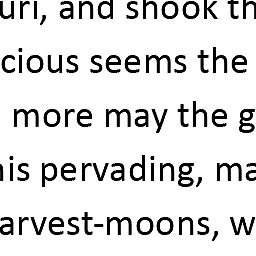 uri, and shook th
cious seems the
more may the g
his pervading, ma
arvest-moons, w